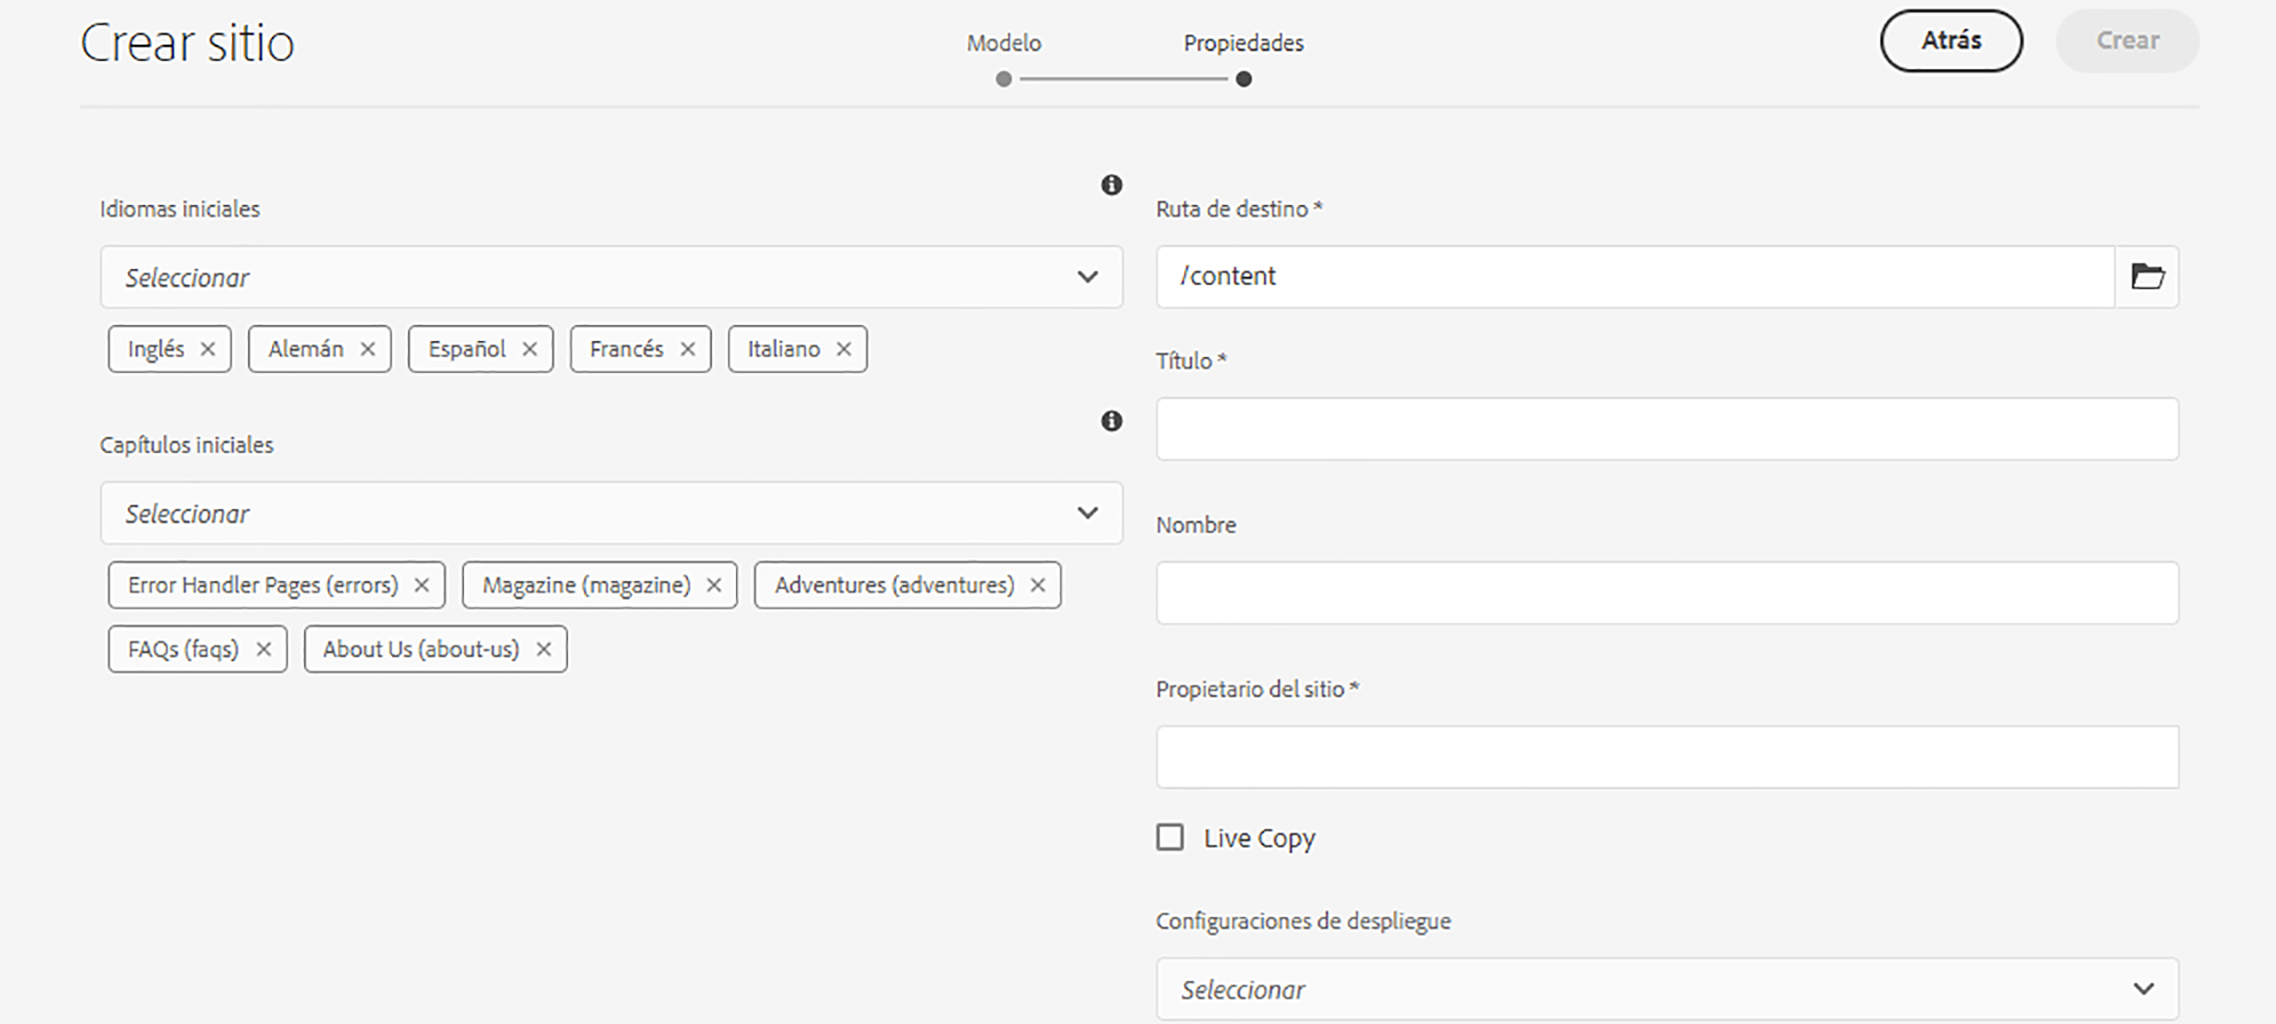 Crear sitio
Modelo
Propiedades
Atrás
Crear
Idiomas iniciales
Seleccionar
Inglés
Alemán
Español
Francés
Italiano
Capítulos iniciales
Seleccionar
Error Handler Pages (errors)
Magazine (magazine)
Adventures (adventures)
FAQs (faqs)
About Us (about-us)
Ruta de destino *
/content
Título *
Nombre
Propietario del sitio *
Live Copy
Configuraciones de despliegue
Seleccionar